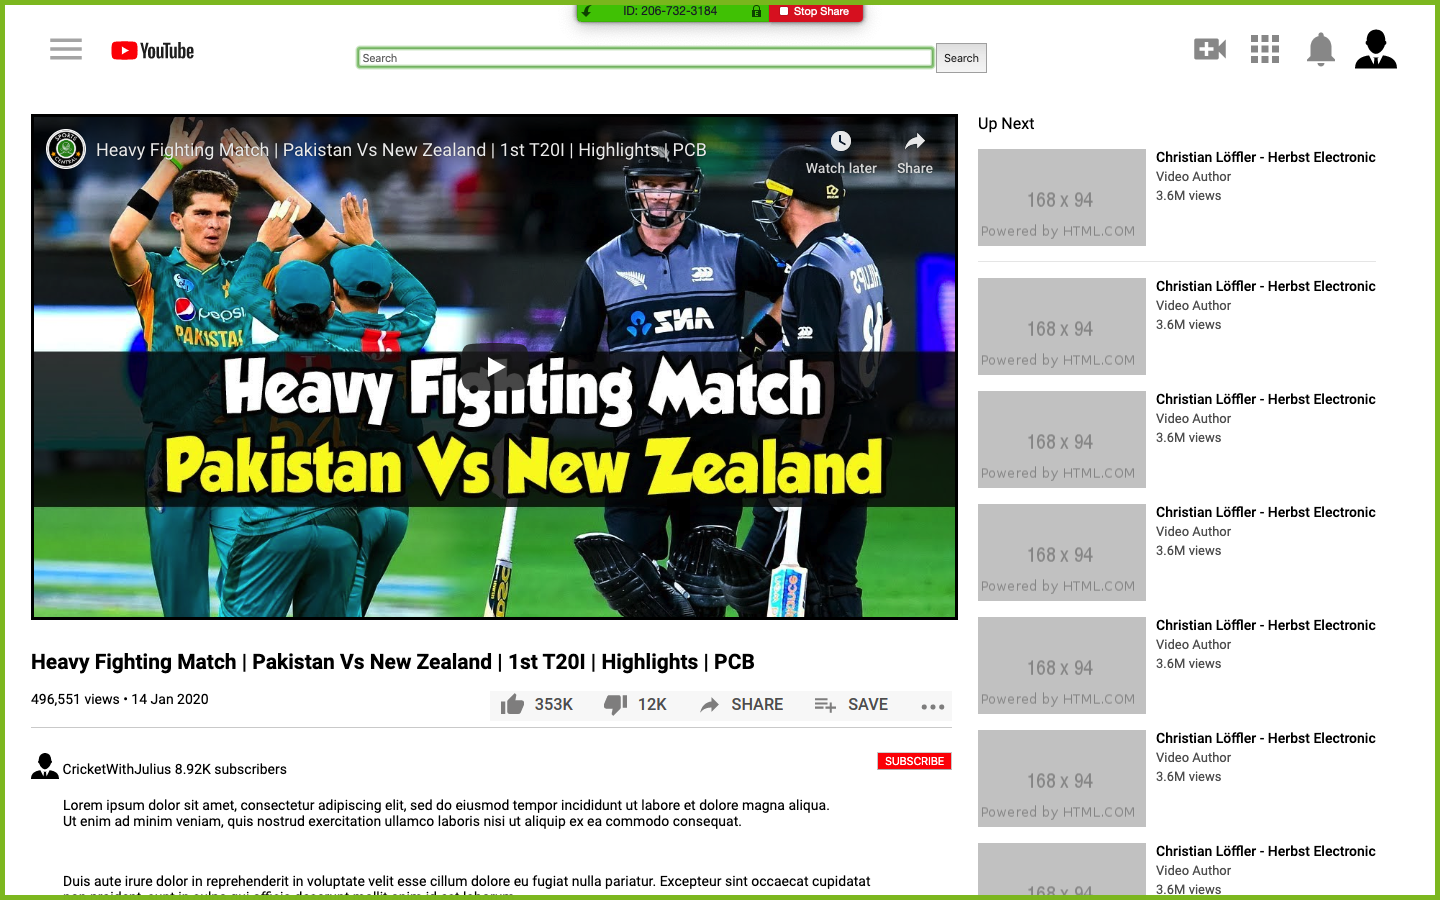 ID: 206-732-3184
Stop Share
YouTube
Search
Search
SPORTS CENTRAL
Heavy Fighting Match | Pakistan Vs New Zealand | 1st T20I | Highlights | PCB
Watch later
Share
pepsi
PAKISTAN
ANZ
PHILLIPS
Heavy Fighting Match
Pakistan Vs New Zealand
Heavy Fighting Match | Pakistan Vs New Zealand | 1st T20I | Highlights | PCB
496,551 views • 14 Jan 2020
353K
12K
SHARE
SAVE
CricketWithJulius 8.92K subscribers
SUBSCRIBE
Lorem ipsum dolor sit amet, consectetur adipiscing elit, sed do eiusmod tempor incididunt ut labore et dolore magna aliqua.
Ut enim ad minim veniam, quis nostrud exercitation ullamco laboris nisi ut aliquip ex ea commodo consequat.
Duis aute irure dolor in reprehenderit in voluptate velit esse cillum dolore eu fugiat nulla pariatur. Excepteur sint occaecat cupidatat
Up Next
168 x 94
Powered by HTML.COM
Christian Löffler - Herbst Electronic
Video Author
3.6M views
168 x 94
Powered by HTML.COM
Christian Löffler - Herbst Electronic
Video Author
3.6M views
168 x 94
Powered by HTML.COM
Christian Löffler - Herbst Electronic
Video Author
3.6M views
168 x 94
Powered by HTML.COM
Christian Löffler - Herbst Electronic
Video Author
3.6M views
168 x 94
Powered by HTML.COM
Christian Löffler - Herbst Electronic
Video Author
3.6M views
168 x 94
Powered by HTML.COM
Christian Löffler - Herbst Electronic
Video Author
3.6M views
168 x 94
Christian Löffler - Herbst Electronic
Video Author
3.6M views